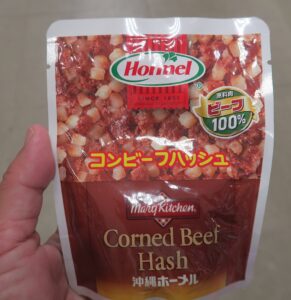 Hormel
SINCE 1891
原料肉
ビーフ
100%
コンビーフハッシュ
Mary Kitchen
Corned Beef
Hash
沖縄ホーメル